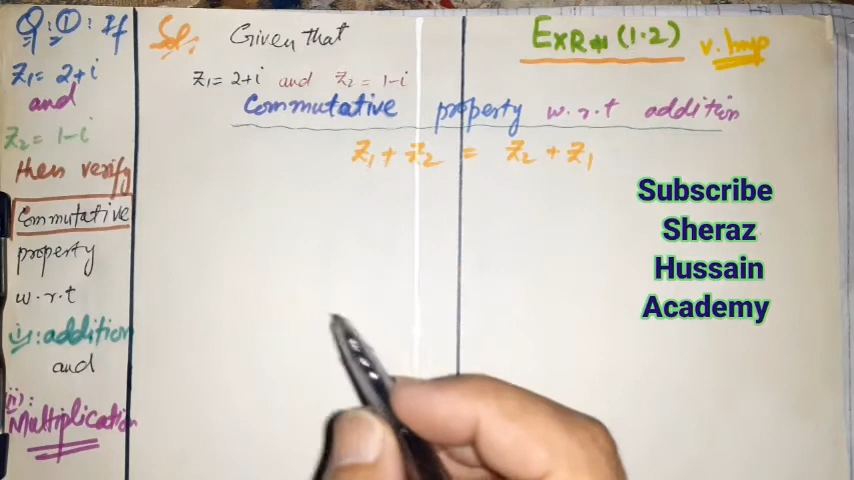 Q: 1: If
z₁ = 2+i
and
z₂ = 1-i
then verify
Commutative
property
w.r.t
i): addition
and
ii):
Multiplication
Sol:
Given that
z₁ = 2+i and z₂ = 1-i
ExR# (1.2)
v. Imp
Commutative property w.r.t addition
z₁ + z₂ = z₂ + z₁
Subscribe
Sheraz
Hussain
Academy